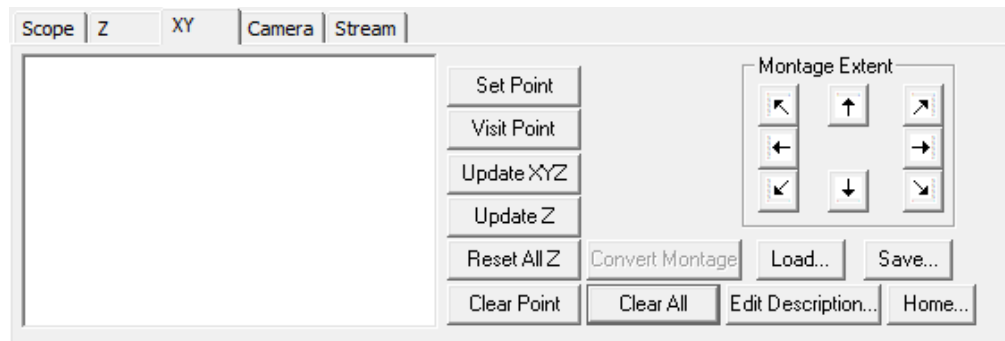 Scope Z XY Camera Stream
Montage Extent
Set Point
Visit Point
Update XYZ
Update Z
Reset All Z Convert Montage Load... Save...
Clear Point Clear All Edit Description... Home...